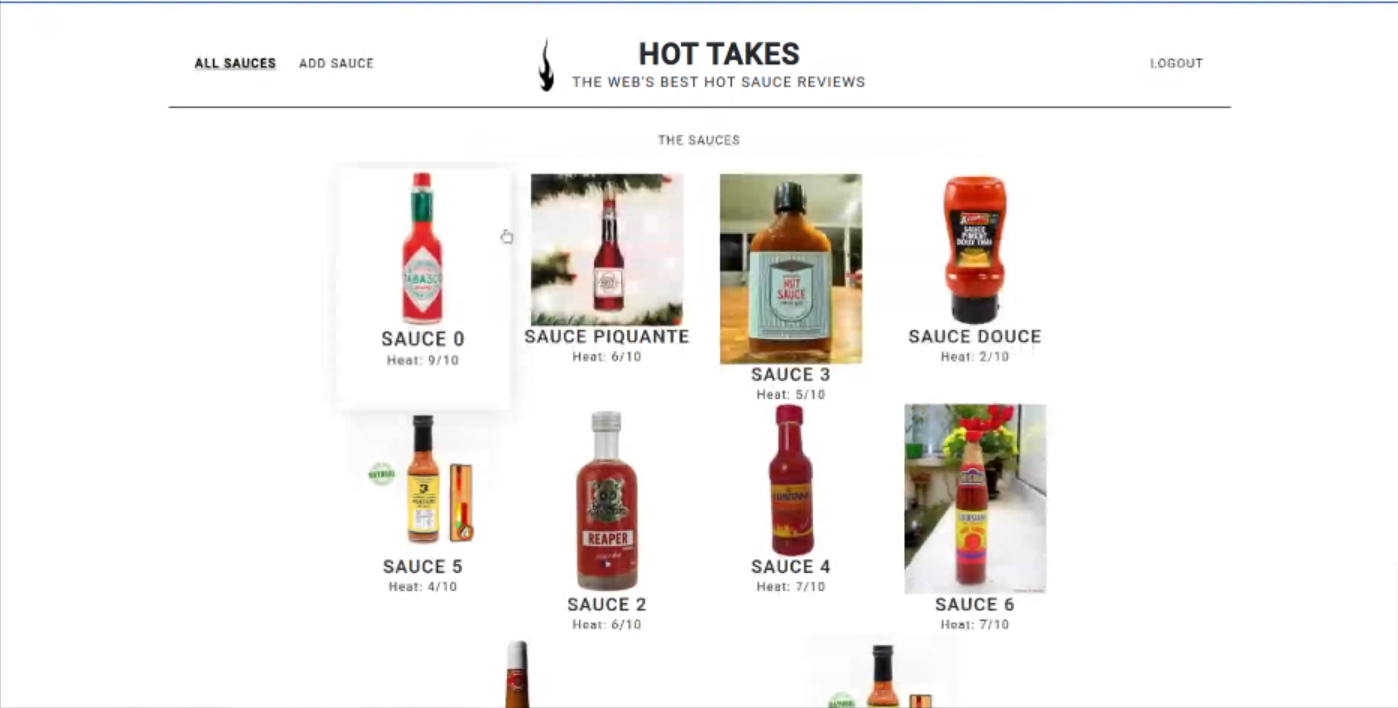 ALL SAUCES
ADD SAUCE
HOT TAKES
THE WEB'S BEST HOT SAUCE REVIEWS
LOGOUT
THE SAUCES
TABASCO
HOT
SAUCE
SAUCE
PIMENT
DOUX THAI
SAUCE 0
Heat: 9/10
SAUCE PIQUANTE
Heat: 6/10
SAUCE 3
Heat: 5/10
SAUCE DOUCE
Heat: 2/10
NATURAL
3
REAPER
SAUCE 5
Heat: 4/10
SAUCE 2
Heat: 6/10
SAUCE 4
Heat: 7/10
SAUCE 6
Heat: 7/10